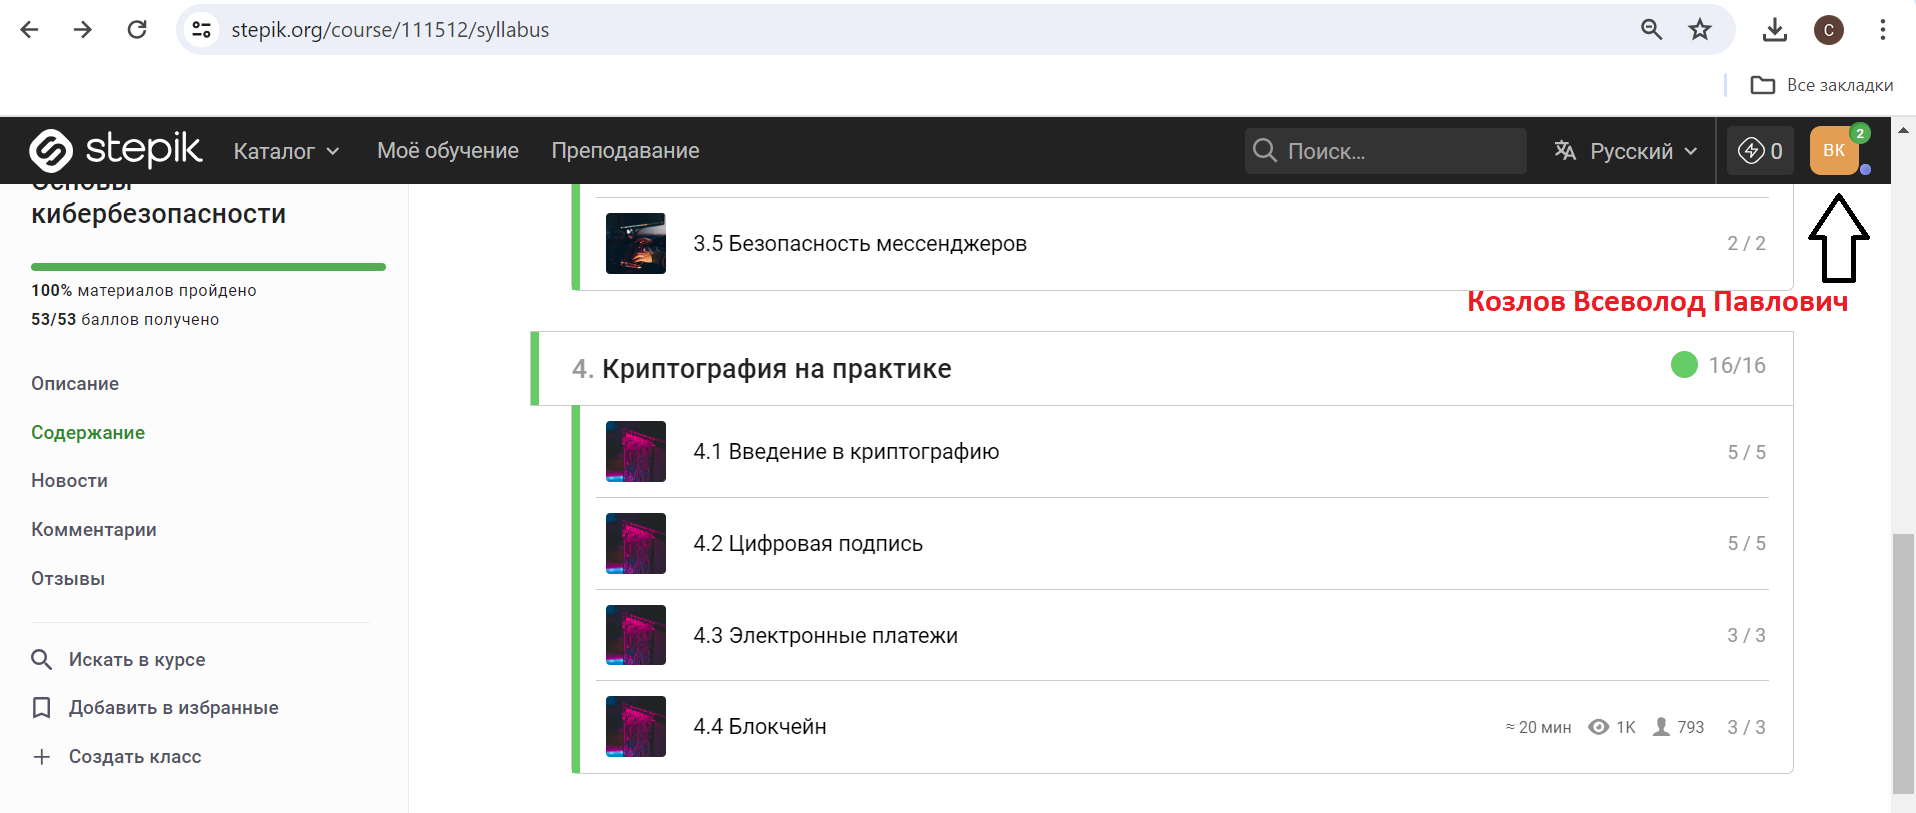 stepik.org/course/111512/syllabus
C
Все закладки
stepik
Каталог
Моё обучение
Преподавание
Поиск...
Русский
0
ВК
2
Основы
кибербезопасности
100% материалов пройдено
53/53 баллов получено
Описание
Содержание
Новости
Комментарии
Отзывы
Искать в курсе
Добавить в избранные
Создать класс
3.5 Безопасность мессенджеров
2 / 2
Козлов Всеволод Павлович
4. Криптография на практике
16/16
4.1 Введение в криптографию
5 / 5
4.2 Цифровая подпись
5 / 5
4.3 Электронные платежи
3 / 3
4.4 Блокчейн
≈ 20 мин
1K
793
3 / 3